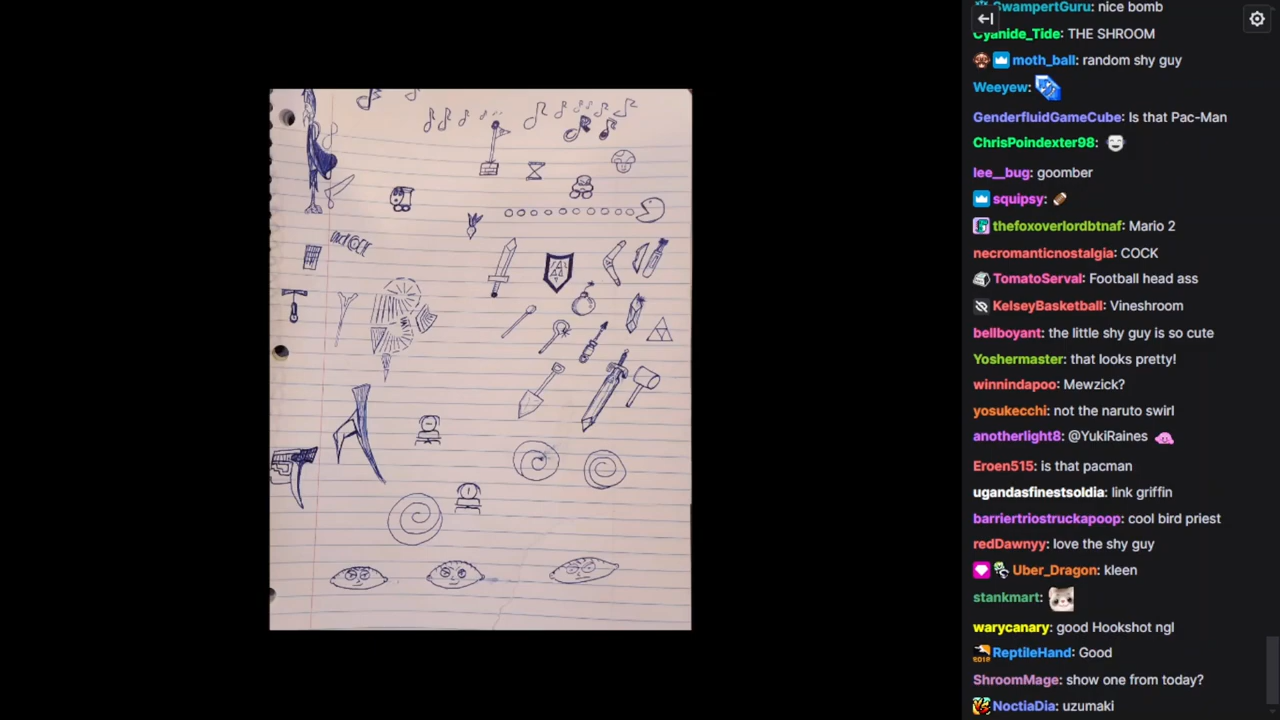 SwampertGuru: nice bomb
Cyanide_Tide: THE SHROOM
moth_ball: random shy guy
Weeyew:
GenderfluidGameCube: Is that Pac-Man
ChrisPoindexter98:
lee__bug: goomber
squipsy:
thefoxoverlordbtnaf: Mario 2
necromanticnostalgia: COCK
TomatoServal: Football head ass
KelseyBasketball: Vineshroom
bellboyant: the little shy guy is so cute
Yoshermaster: that looks pretty!
winnindapoo: Mewzick?
yosukecchi: not the naruto swirl
anotherlight8: @YukiRaines
Eroen515: is that pacman
ugandasfinestsoldia: link griffin
barriertriostruckapoop: cool bird priest
redDawnyy: love the shy guy
Uber_Dragon: kleen
stankmart:
warycanary: good Hookshot ngl
ReptileHand: Good
ShroomMage: show one from today?
NoctiaDia: uzumaki